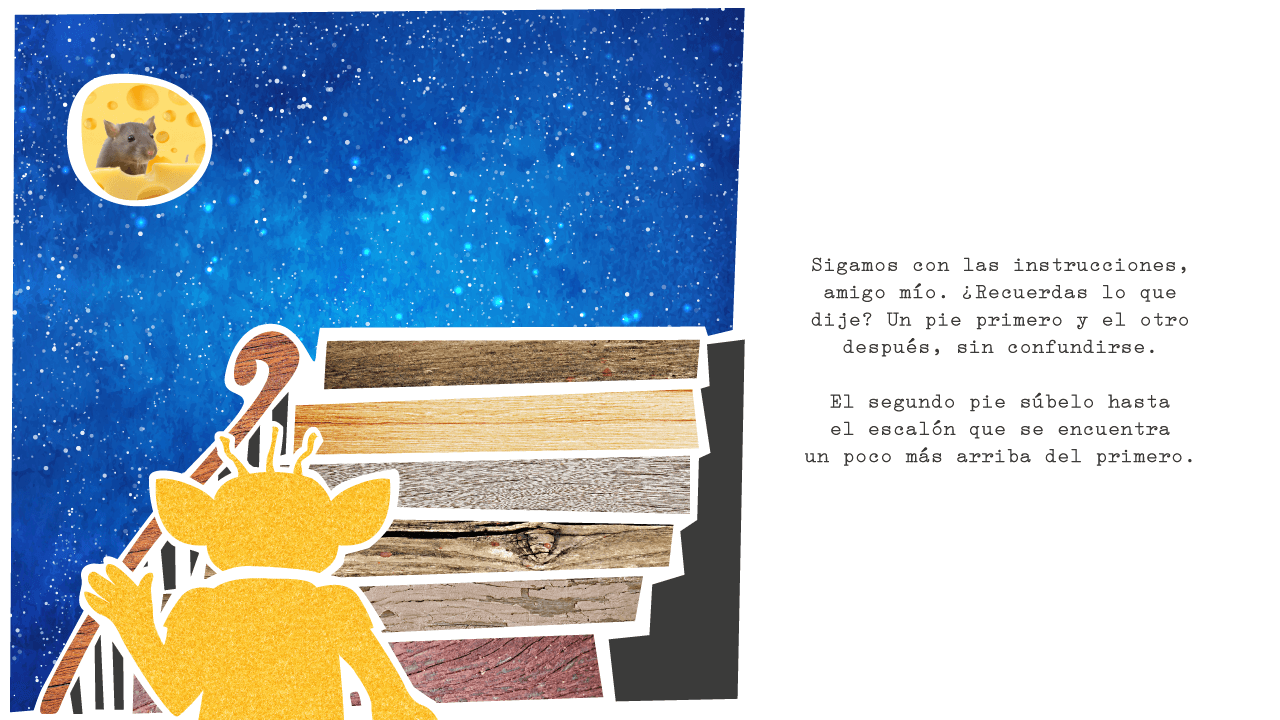 Sigamos con las instrucciones,
amigo mío. ¿Recuerdas lo que
dije? Un pie primero y el otro
después, sin confundirse.
El segundo pie súbelo hasta
el escalón que se encuentra
un poco más arriba del primero.